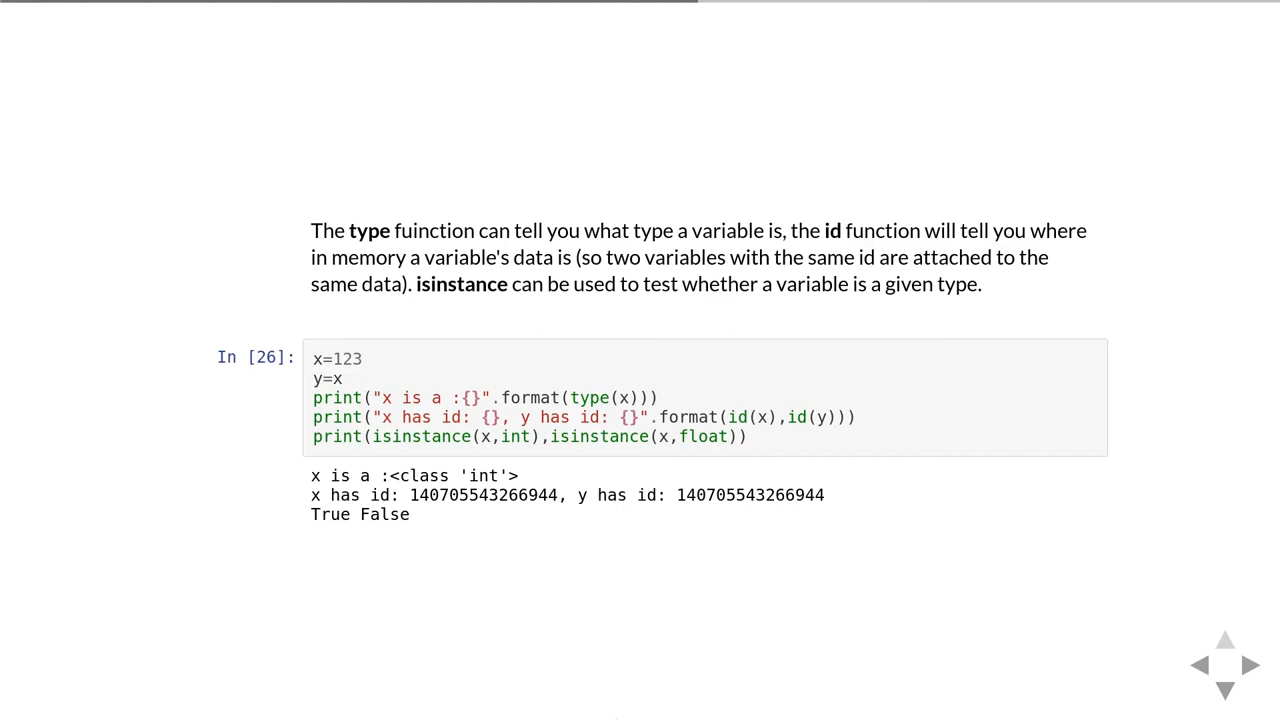 The type fuinction can tell you what type a variable is, the id function will tell you where
in memory a variable's data is (so two variables with the same id are attached to the
same data). isinstance can be used to test whether a variable is a given type.
In [26]:
x=123
y=x
print("x is a :{}".format(type(x)))
print("x has id: {}, y has id: {}".format(id(x),id(y)))
print(isinstance(x,int),isinstance(x,float))
x is a :<class 'int'>
x has id: 140705543266944, y has id: 140705543266944
True False